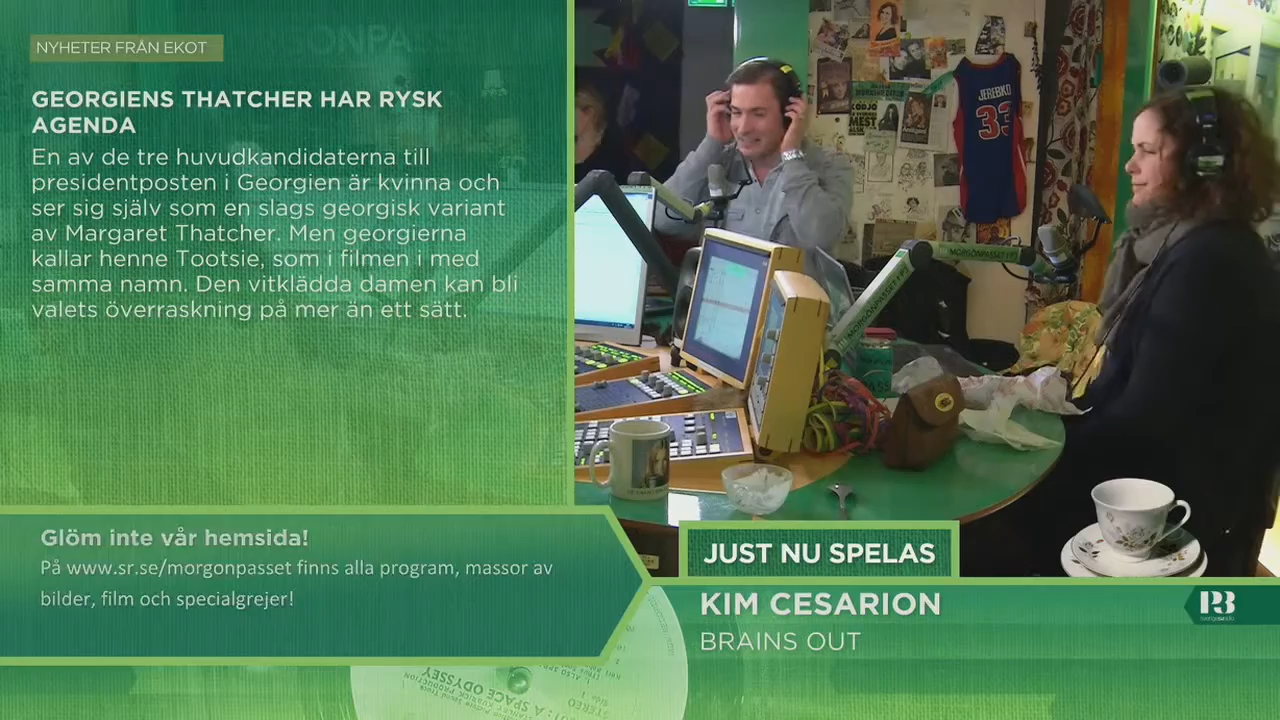 NYHETER FRÅN EKOT
GEORGIENS THATCHER HAR RYSK
AGENDA
En av de tre huvudkandidaterna till
presidentposten i Georgien är kvinna och
ser sig själv som en slags georgisk variant
av Margaret Thatcher. Men georgierna
kallar henne Tootsie, som i filmen i med
samma namn. Den vitklädda damen kan bli
valets överraskning på mer än ett sätt.
JEREBKO
33
MORGONPASSET I P3
MEST
Glöm inte vår hemsida!
På www.sr.se/morgonpasset finns alla program, massor av
bilder, film och specialgrejer!
JUST NU SPELAS
KIM CESARION
BRAINS OUT
P3
sverigesradio
A SPACE ODYSSEY
STEREO